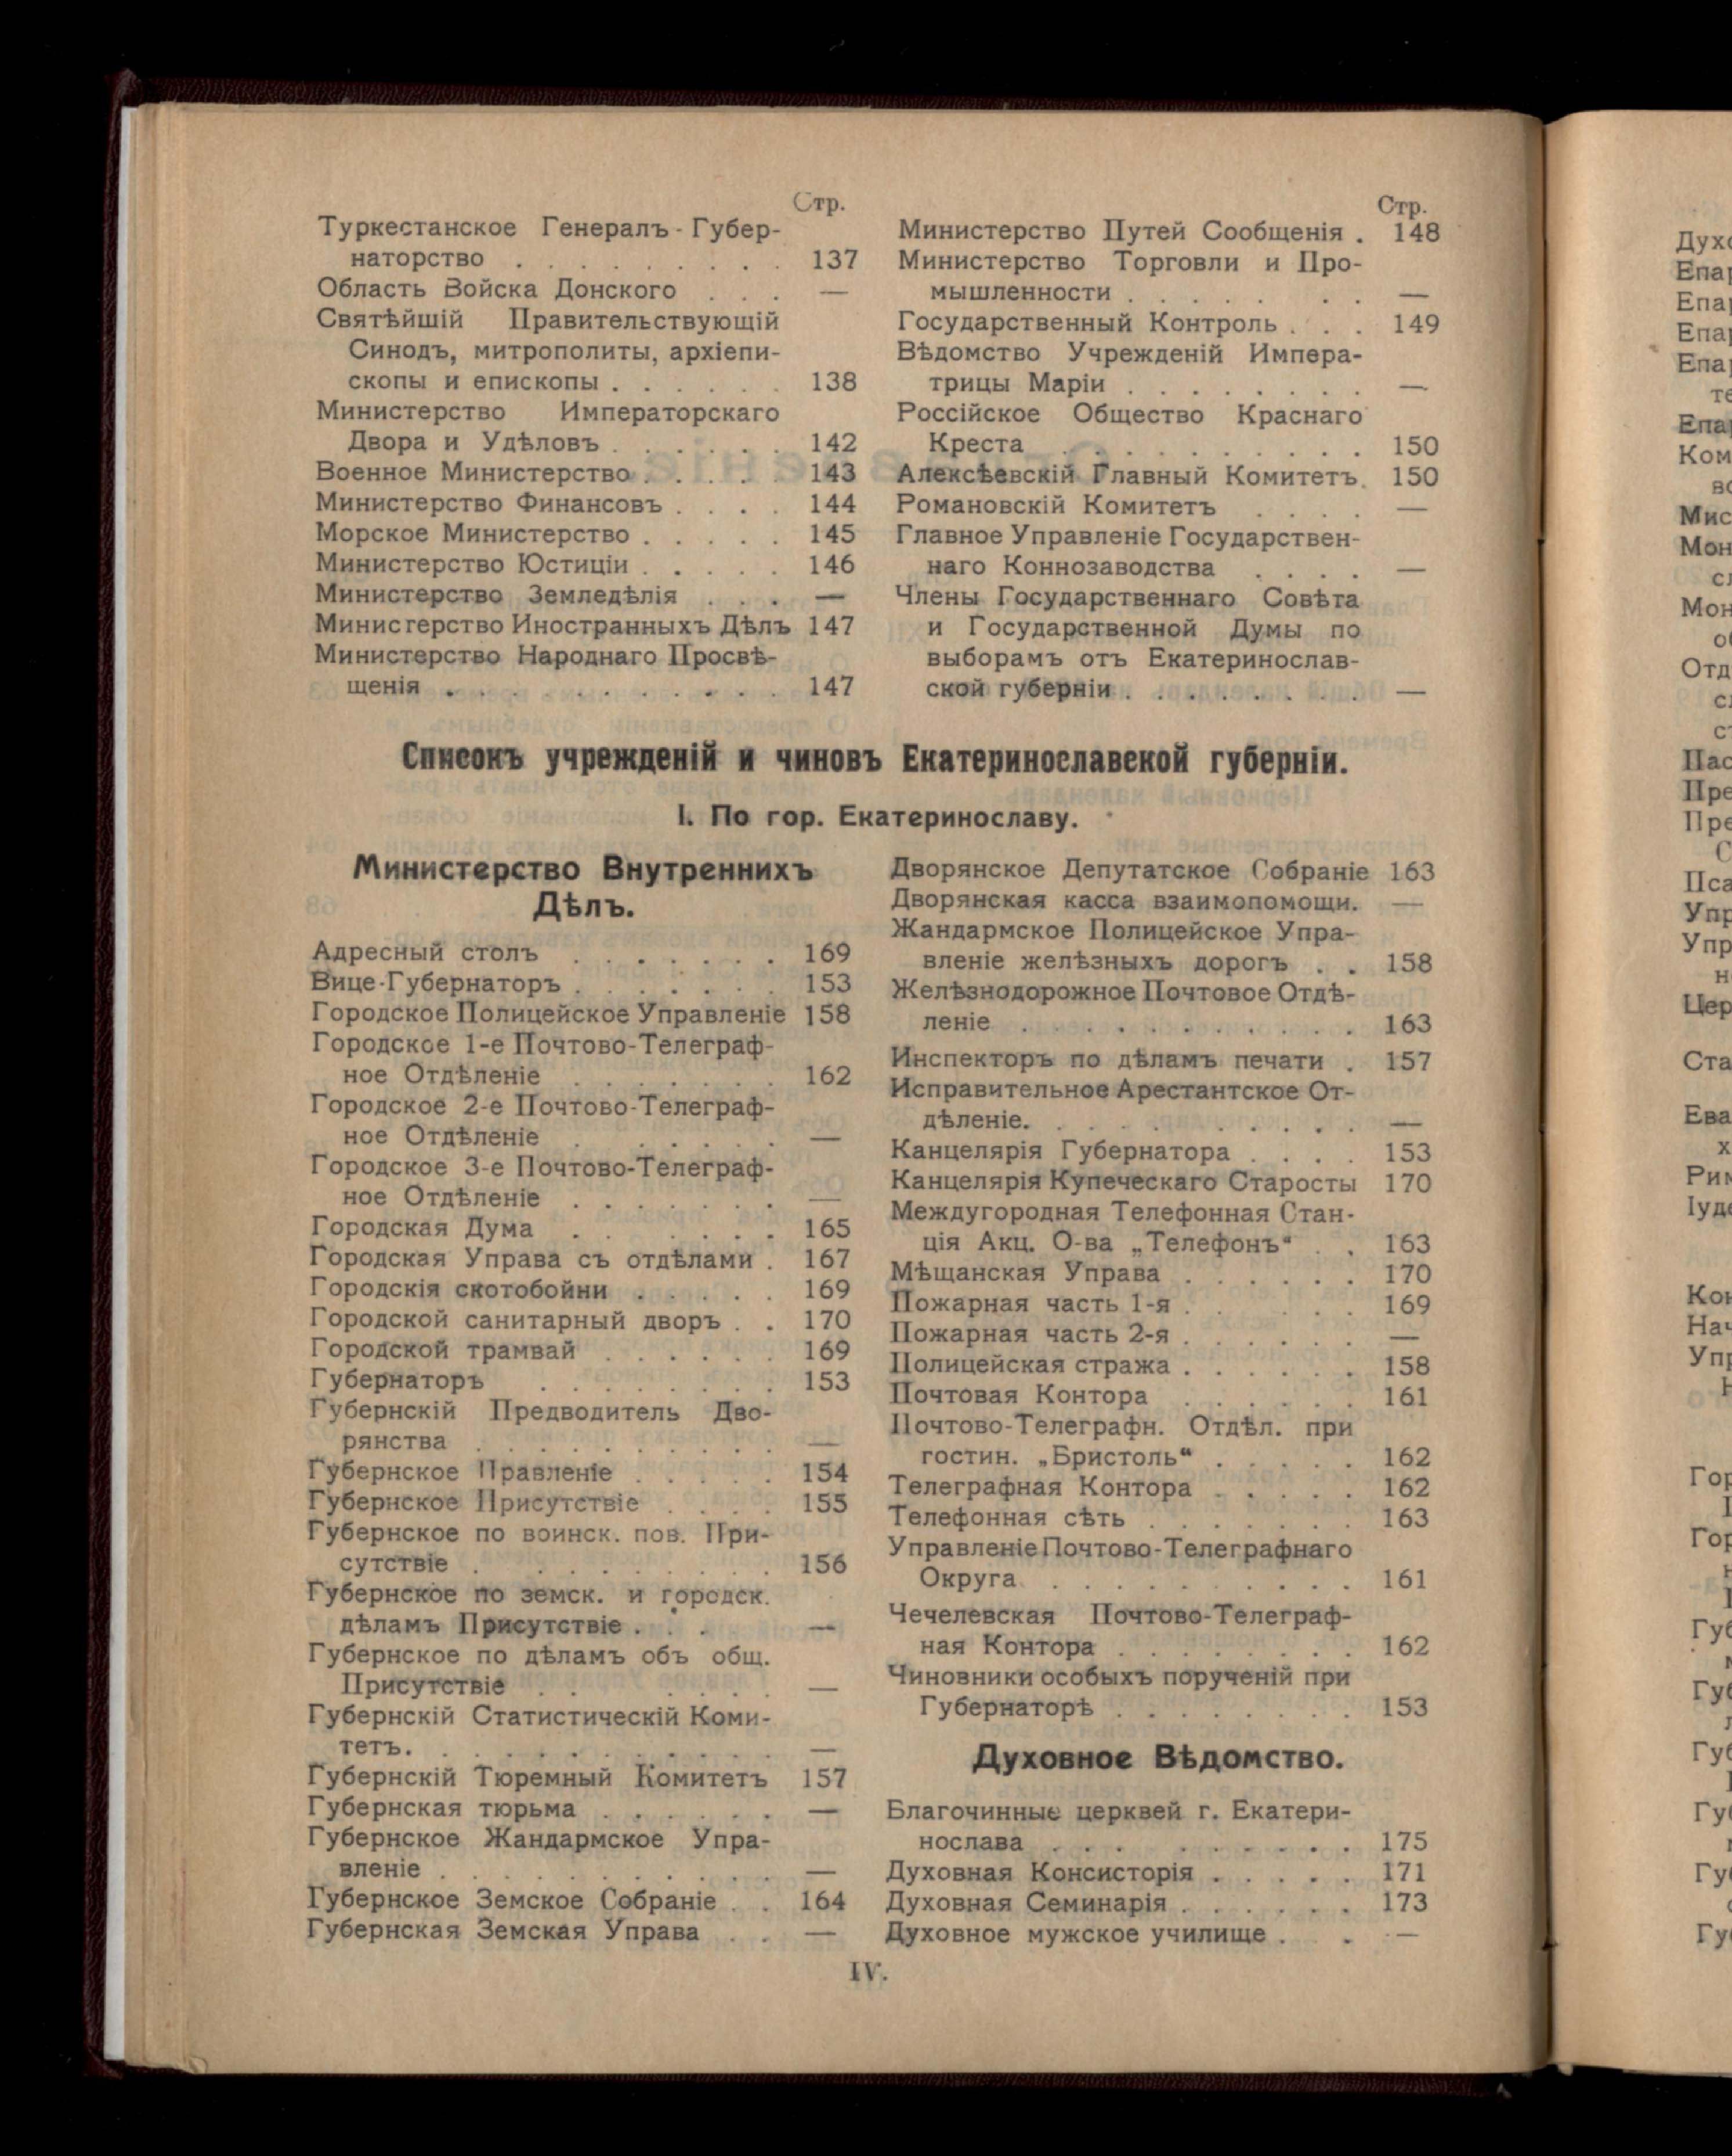 Стр.
Туркестанское Генералъ-Губер-
наторство . . . . . . . . . 137
Область Войска Донского . . . —
Святѣйшій Правительствующій
Синодъ, митрополиты, архіепи-
скопы и епископы . . . . . . 138
Министерство Императорскаго
Двора и Удѣловъ . . . . . . 142
Военное Министерство . . . . . 143
Министерство Финансовъ . . . . 144
Морское Министерство . . . . . 145
Министерство Юстиціи . . . . . 146
Министерство Земледѣлія . . . —
Министерство Иностранныхъ Дѣлъ 147
Министерство Народнаго Просвѣ-
щенія . . . . . . . . . . . 147
Стр.
Министерство Путей Сообщенія . 148
Министерство Торговли и Про-
мышленности . . . . . . . —
Государственный Контроль . . . 149
Вѣдомство Учрежденій Импера-
трицы Маріи . . . . . . . . —
Россійское Общество Краснаго
Креста . . . . . . . . . . 150
Алексѣевскій Главный Комитетъ. 150
Романовскій Комитетъ . . . . —
Главное Управленіе Государствен-
наго Коннозаводства . . . . —
Члены Государственнаго Совѣта
и Государственной Думы по
выборамъ отъ Екатеринослав-
ской губерніи . . . . . . . . —
Списокъ учрежденій и чиновъ Екатеринославской губерніи.
I. По гор. Екатеринославу.
Министерство Внутреннихъ
Дѣлъ.
Адресный столъ . . . . . . . 169
Вице-Губернаторъ . . . . . . . 153
Городское Полицейское Управленіе 158
Городское 1-е Почтово-Телеграф-
ное Отдѣленіе . . . . . . . 162
Городское 2-е Почтово-Телеграф-
ное Отдѣленіе . . . . . . —
Городское 3-е Почтово-Телеграф-
ное Отдѣленіе . . . . . . . —
Городская Дума . . . . . . 165
Городская Управа съ отдѣлами . 167
Городскія скотобойни . . . . . 169
Городской санитарный дворъ . . 170
Городской трамвай . . . . . . 169
Губернаторъ . . . . . . . . 153
Губернскій Предводитель Дво-
рянства . . . . . . . . . . —
Губернское Правленіе . . . . . 154
Губернское Присутствіе . . . . 155
Губернское по воинск. пов. При-
сутствіе . . . . . . . . . . 156
Губернское по земск. и городск.
дѣламъ Присутствіе . . . —
Губернское по дѣламъ объ общ.
Присутствіе . . . . . . —
Губернскій Статистическій Коми-
тетъ. . . . . . . . . . . . —
Губернскій Тюремный Комитетъ 157
Губернская тюрьма . . . . . . —
Губернское Жандармское Упра-
вленіе . . . . . . . . . . . —
Губернское Земское Собраніе . . 164
Губернская Земская Управа . . —
Дворянское Депутатское Собраніе 163
Дворянская касса взаимопомощи. —
Жандармское Полицейское Упра-
вленіе желѣзныхъ дорогъ . . 158
Желѣзнодорожное Почтовое Отдѣ-
леніе . . . . . . . . . . . 163
Инспекторъ по дѣламъ печати . 157
Исправительное Арестантское От-
дѣленіе. . . . . . . . . . —
Канцелярія Губернатора . . . . 153
Канцелярія Купеческаго Старосты 170
Междугородная Телефонная Стан-
ція Акц. О-ва „Телефонъ“ . . 163
Мѣщанская Управа . . . . . . 170
Пожарная часть 1-я . . . . . . 169
Пожарная часть 2-я . . . . . . —
Полицейская стража . . . . . . 158
Почтовая Контора . . . . . . 161
Почтово-Телеграфн. Отдѣл. при
гостин. „Бристоль“ . . . . . 162
Телеграфная Контора . . . . . 162
Телефонная сѣть . . . . . . . 163
Управленіе Почтово-Телеграфнаго
Округа . . . . . . . . . . 161
Чечелевская Почтово-Телеграф-
ная Контора . . . . . . . . 162
Чиновники особыхъ порученій при
Губернаторѣ . . . . . . . . 153
Духовное Вѣдомство.
Благочинные церквей г. Екатери-
нослава . . . . . . . . . 175
Духовная Консисторія . . . . . 171
Духовная Семинарія . . . . . . 173
Духовное мужское училище . . . —
IV.